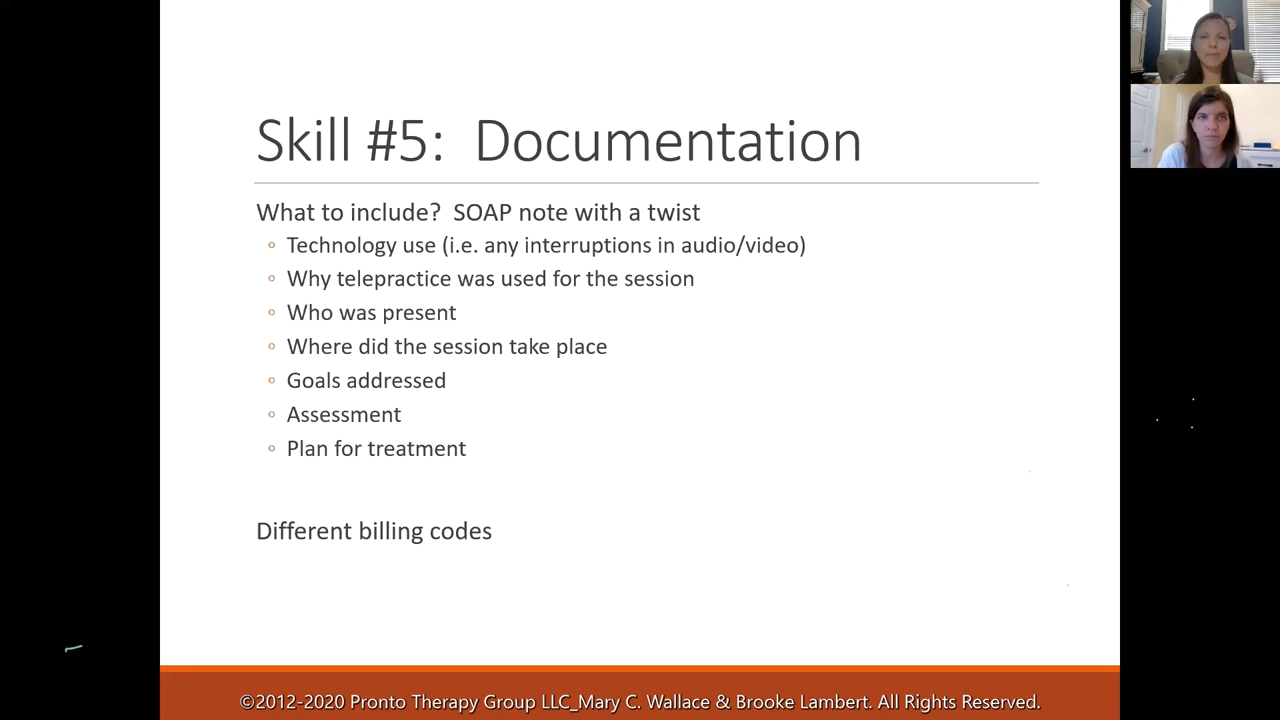 Skill #5: Documentation
What to include? SOAP note with a twist
◦ Technology use (i.e. any interruptions in audio/video)
◦ Why telepractice was used for the session
◦ Who was present
◦ Where did the session take place
◦ Goals addressed
◦ Assessment
◦ Plan for treatment
Different billing codes
©2012-2020 Pronto Therapy Group LLC_Mary C. Wallace & Brooke Lambert. All Rights Reserved.